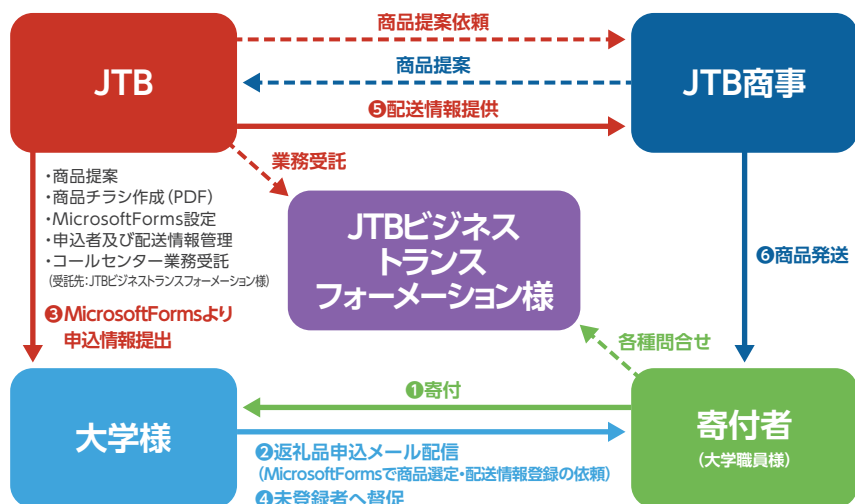 商品提案依頼
JTB
商品提案
JTB商事
❺配送情報提供
業務受託
・商品提案
・商品チラシ作成(PDF)
・MicrosoftForms設定
・申込者及び配送情報管理
・コールセンター業務受託
(受託先:JTBビジネストランスフォーメーション様)
JTBビジネス
トランス
フォーメーション様
❻商品発送
❸MicrosoftFormsより
申込情報提出
各種問合せ
❶寄付
大学様
寄付者
(大学職員様)
❷返礼品申込メール配信
(MicrosoftFormsで商品選定・配送情報登録の依頼)
❹未登録者へ督促